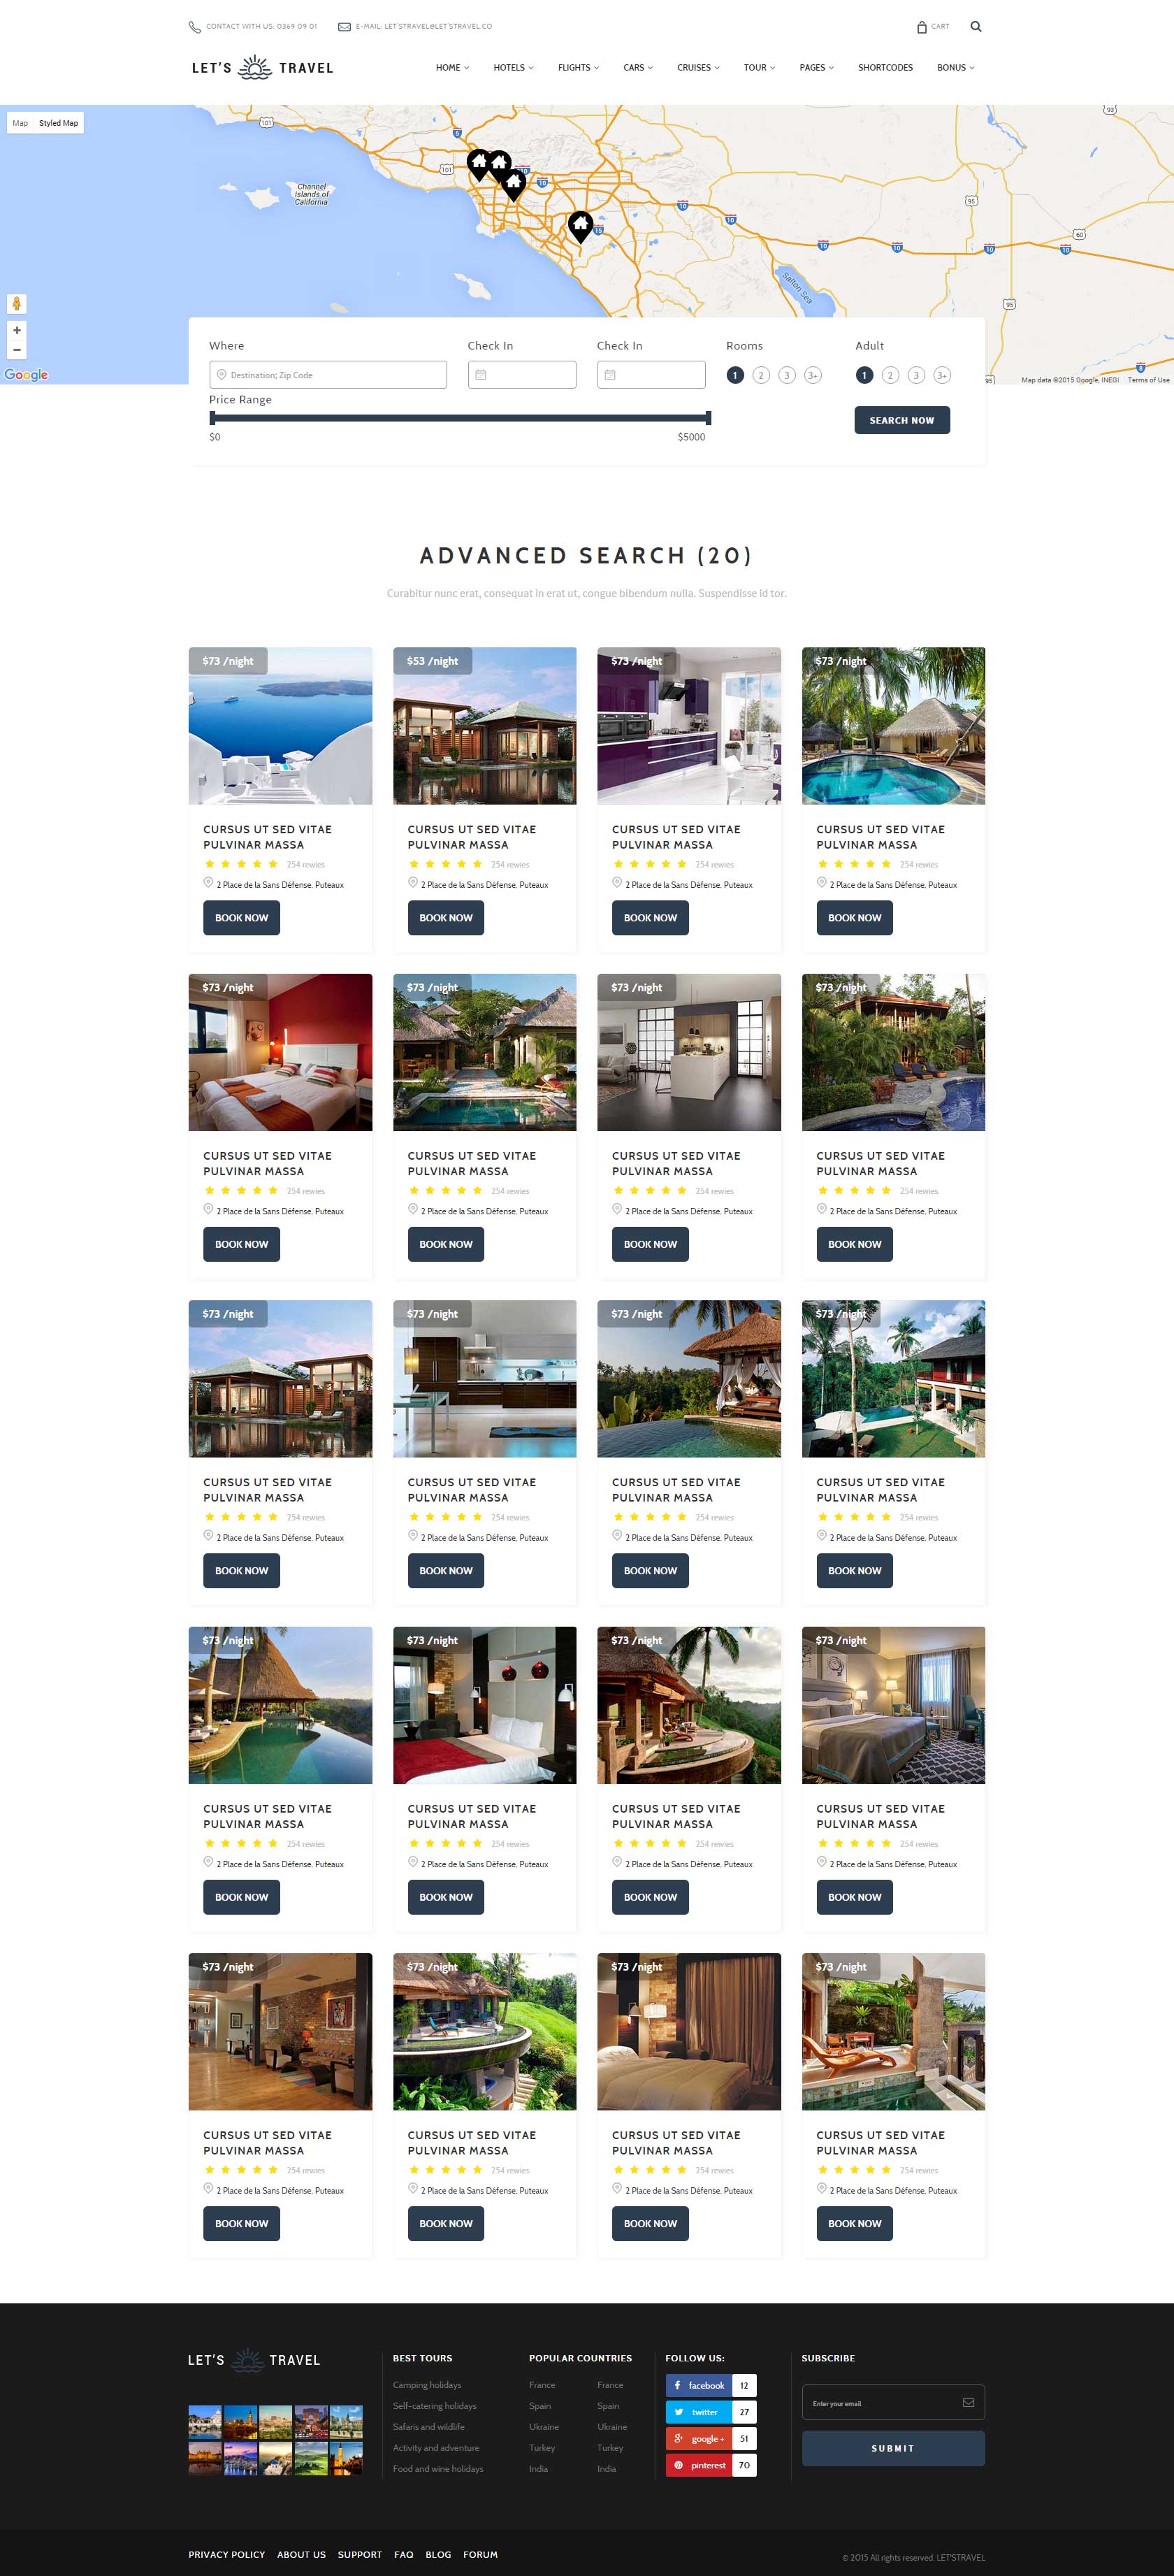 CONTACT WITH US: 0369 09 01 E-MAIL: LET'STRAVEL@LET'STRAVEL.CO CART
LET'S TRAVEL HOME HOTELS FLIGHTS CARS CRUISES TOUR PAGES SHORTCODES BONUS
Map Styled Map
101
5
93
101
10
10
Channel
Islands of
California
10
10
95
15
60
10
10
10
10
Salton Sea
95
Google
95
8
Map data ©2015 Google, INEGI Terms of Use
Where Check In Check In Rooms Adult
Destination; Zip Code 1 2 3 3+ 1 2 3 3+
Price Range
SEARCH NOW
$0 $5000
ADVANCED SEARCH (20)
Curabitur nunc erat, consequat in erat ut, congue bibendum nulla. Suspendisse id tor.
$73 /night $53 /night $73 /night $73 /night
CURSUS UT SED VITAE CURSUS UT SED VITAE CURSUS UT SED VITAE CURSUS UT SED VITAE
PULVINAR MASSA PULVINAR MASSA PULVINAR MASSA PULVINAR MASSA
254 rewies 254 rewies 254 rewies 254 rewies
2 Place de la Sans Défense, Puteaux 2 Place de la Sans Défense, Puteaux 2 Place de la Sans Défense, Puteaux 2 Place de la Sans Défense, Puteaux
BOOK NOW BOOK NOW BOOK NOW BOOK NOW
$73 /night $73 /night $73 /night $73 /night
CURSUS UT SED VITAE CURSUS UT SED VITAE CURSUS UT SED VITAE CURSUS UT SED VITAE
PULVINAR MASSA PULVINAR MASSA PULVINAR MASSA PULVINAR MASSA
254 rewies 254 rewies 254 rewies 254 rewies
2 Place de la Sans Défense, Puteaux 2 Place de la Sans Défense, Puteaux 2 Place de la Sans Défense, Puteaux 2 Place de la Sans Défense, Puteaux
BOOK NOW BOOK NOW BOOK NOW BOOK NOW
$73 /night $73 /night $73 /night $73 /night
CURSUS UT SED VITAE CURSUS UT SED VITAE CURSUS UT SED VITAE CURSUS UT SED VITAE
PULVINAR MASSA PULVINAR MASSA PULVINAR MASSA PULVINAR MASSA
254 rewies 254 rewies 254 rewies 254 rewies
2 Place de la Sans Défense, Puteaux 2 Place de la Sans Défense, Puteaux 2 Place de la Sans Défense, Puteaux 2 Place de la Sans Défense, Puteaux
BOOK NOW BOOK NOW BOOK NOW BOOK NOW
$73 /night $73 /night $73 /night $73 /night
CURSUS UT SED VITAE CURSUS UT SED VITAE CURSUS UT SED VITAE CURSUS UT SED VITAE
PULVINAR MASSA PULVINAR MASSA PULVINAR MASSA PULVINAR MASSA
254 rewies 254 rewies 254 rewies 254 rewies
2 Place de la Sans Défense, Puteaux 2 Place de la Sans Défense, Puteaux 2 Place de la Sans Défense, Puteaux 2 Place de la Sans Défense, Puteaux
BOOK NOW BOOK NOW BOOK NOW BOOK NOW
$73 /night $73 /night $73 /night $73 /night
CURSUS UT SED VITAE CURSUS UT SED VITAE CURSUS UT SED VITAE CURSUS UT SED VITAE
PULVINAR MASSA PULVINAR MASSA PULVINAR MASSA PULVINAR MASSA
254 rewies 254 rewies 254 rewies 254 rewies
2 Place de la Sans Défense, Puteaux 2 Place de la Sans Défense, Puteaux 2 Place de la Sans Défense, Puteaux 2 Place de la Sans Défense, Puteaux
BOOK NOW BOOK NOW BOOK NOW BOOK NOW
LET'S TRAVEL
BEST TOURS
Camping holidays
Self-catering holidays
Safaris and wildlife
Activity and adventure
Food and wine holidays
POPULAR COUNTRIES
France France
Spain Spain
Ukraine Ukraine
Turkey Turkey
India India
FOLLOW US:
facebook 12
twitter 27
google + 51
pinterest 70
SUBSCRIBE
Enter your email
SUBMIT
PRIVACY POLICY ABOUT US SUPPORT FAQ BLOG FORUM
© 2015 All rights reserved. LET'STRAVEL